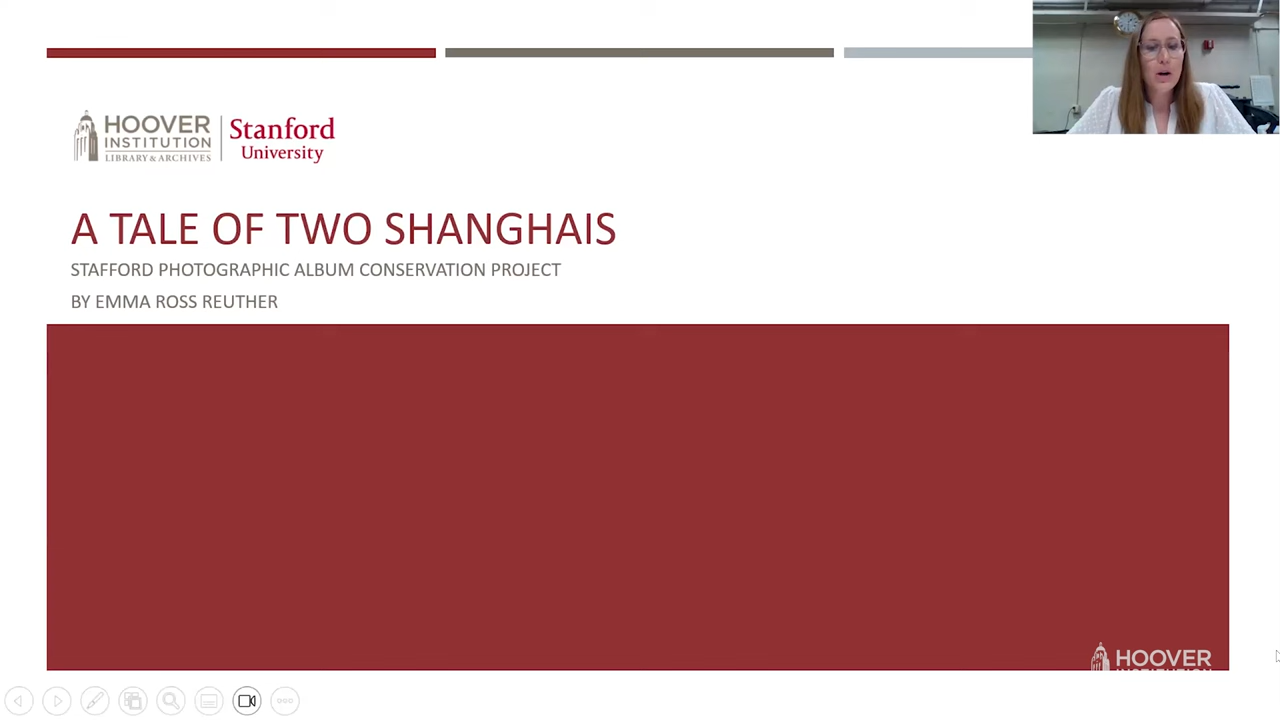 HOOVER
INSTITUTION
LIBRARY & ARCHIVES
Stanford
University
A TALE OF TWO SHANGHAIS
STAFFORD PHOTOGRAPHIC ALBUM CONSERVATION PROJECT
BY EMMA ROSS REUTHER
HOOVER
INSTITUTION